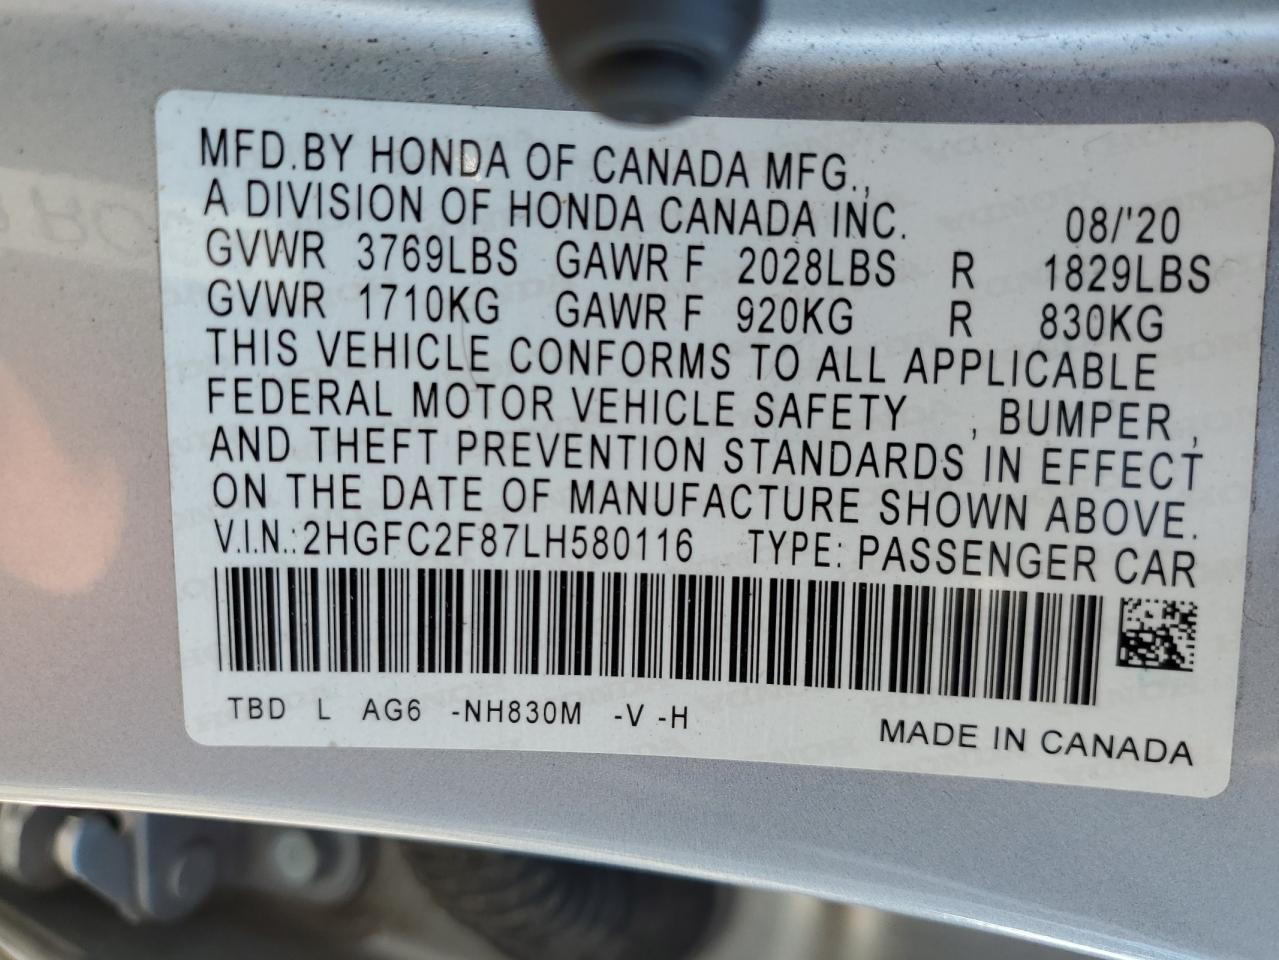 MFD.BY HONDA OF CANADA MFG.,
A DIVISION OF HONDA CANADA INC. 08/'20
GVWR 3769LBS GAWR F 2028LBS R 1829LBS
GVWR 1710KG GAWR F 920KG R 830KG
THIS VEHICLE CONFORMS TO ALL APPLICABLE
FEDERAL MOTOR VEHICLE SAFETY , BUMPER ,
AND THEFT PREVENTION STANDARDS IN EFFECT
ON THE DATE OF MANUFACTURE SHOWN ABOVE.
V.I.N.:2HGFC2F87LH580116 TYPE: PASSENGER CAR
TBD L AG6 -NH830M -V -H
MADE IN CANADA